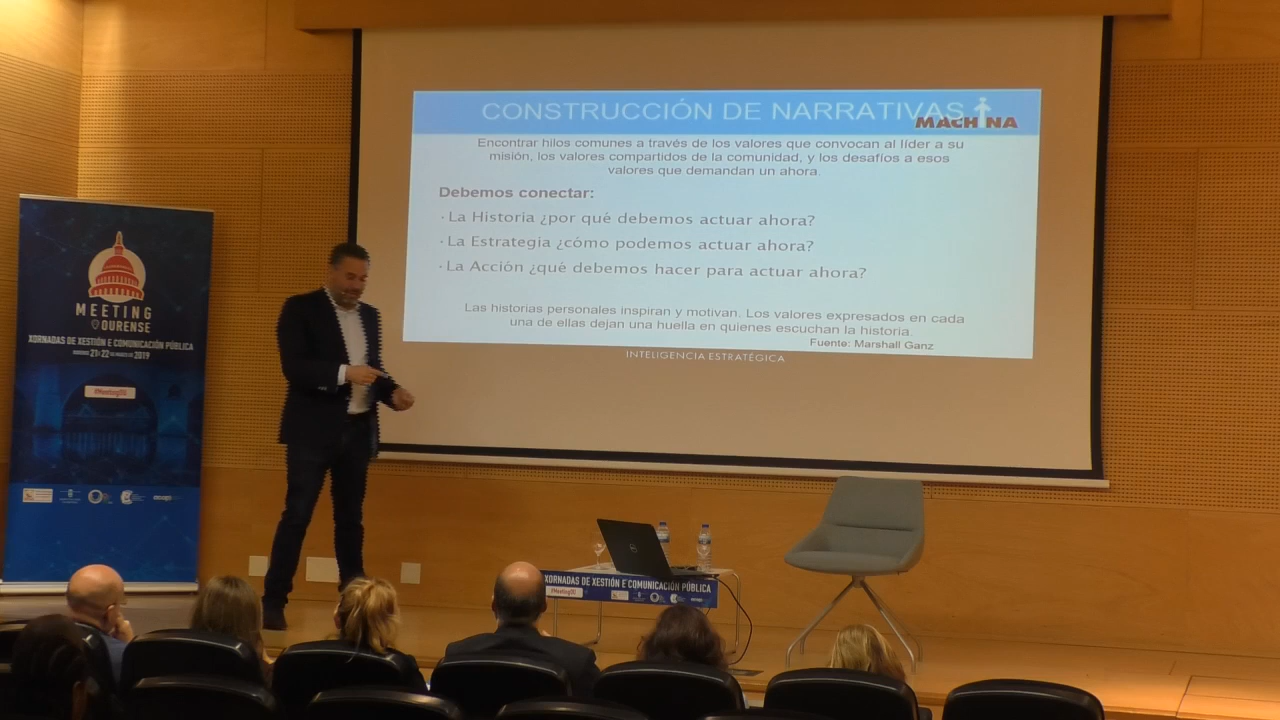 CONSTRUCCIÓN DE NARRATIVAS
MACHINA
Encontrar hilos comunes a través de los valores que convocan al líder a su
misión, los valores compartidos de la comunidad, y los desafíos a esos
valores que demandan un ahora.
Debemos conectar:
· La Historia ¿por qué debemos actuar ahora?
· La Estrategia ¿cómo podemos actuar ahora?
· La Acción ¿qué debemos hacer para actuar ahora?
Las historias personales inspiran y motivan. Los valores expresados en cada
una de ellas dejan una huella en quienes escuchan la historia.
Fuente: Marshall Ganz
INTELIGENCIA ESTRATÉGICA
MEETING
OURENSE
XORNADAS DE XESTIÓN E COMUNICACIÓN PÚBLICA
21 E 22 2019
#MeetingOU
XORNADAS DE XESTIÓN E COMUNICACIÓN PÚBLICA
#MeetingOU